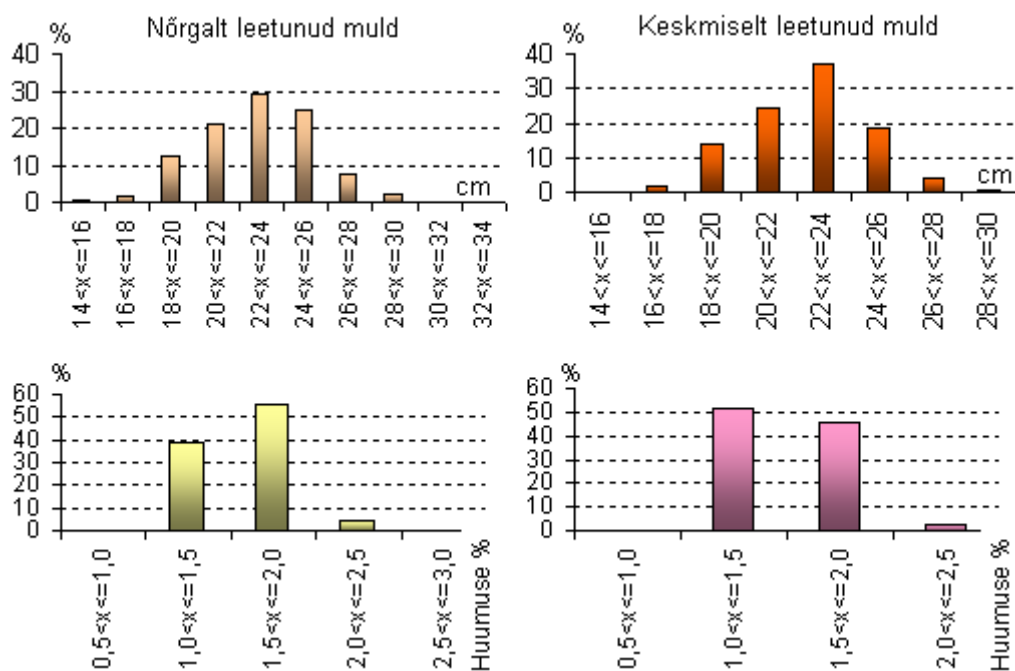 Nõrgalt leetunud muld
%
40
30
20
10
0
cm
14<x<=16
16<x<=18
18<x<=20
20<x<=22
22<x<=24
24<x<=26
26<x<=28
28<x<=30
30<x<=32
32<x<=34
Keskmiselt leetunud muld
%
40
30
20
10
0
cm
14<x<=16
16<x<=18
18<x<=20
20<x<=22
22<x<=24
24<x<=26
26<x<=28
28<x<=30
%
60
50
40
30
20
10
0
0,5<x<=1,0
1,0<x<=1,5
1,5<x<=2,0
2,0<x<=2,5
2,5<x<=3,0
Huumuse %
%
60
50
40
30
20
10
0
0,5<x<=1,0
1,0<x<=1,5
1,5<x<=2,0
2,0<x<=2,5
Huumuse %